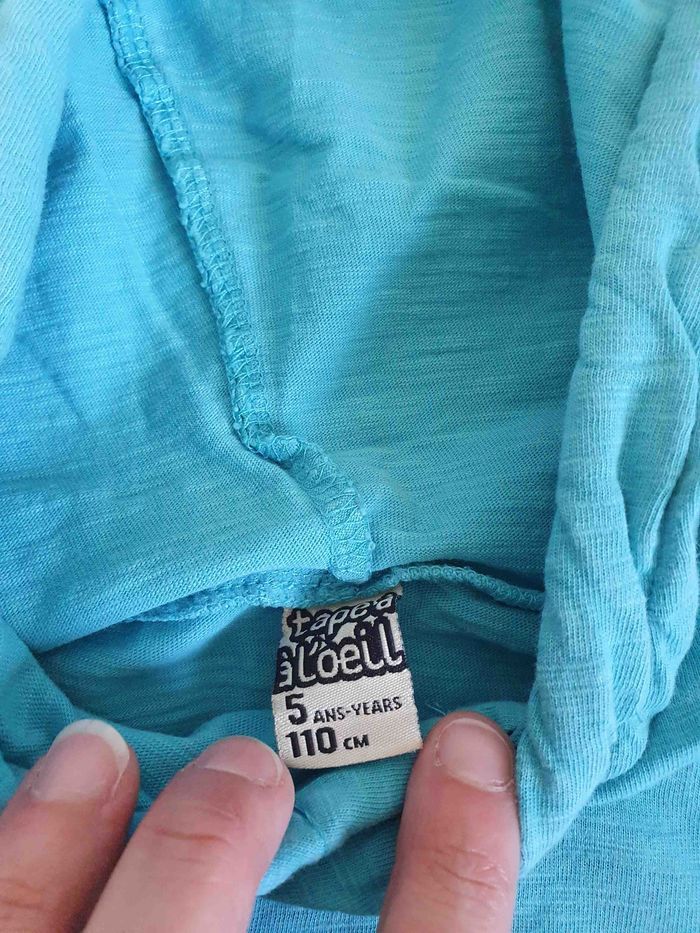 tape à
à l'oeil
5 ANS-YEARS
110 CM